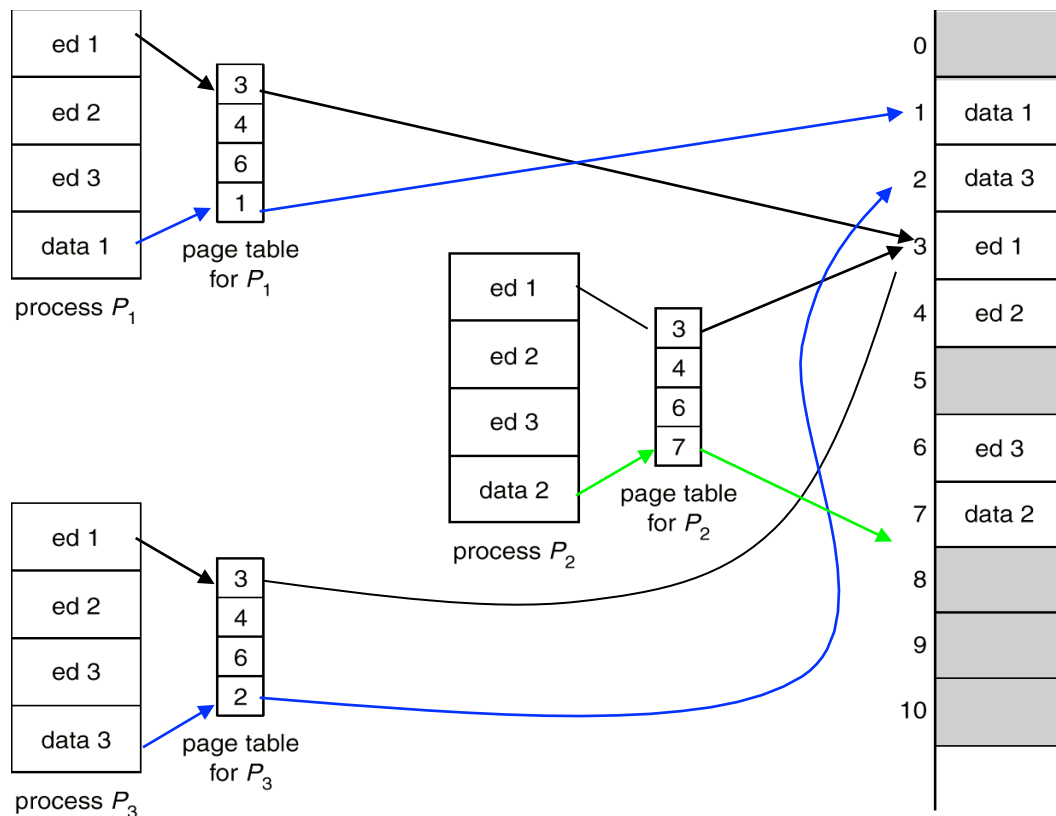 ed 1
ed 2
ed 3
data 1
process P1
3
4
6
1
page table
for P1
ed 1
ed 2
ed 3
data 2
process P2
3
4
6
7
page table
for P2
ed 1
ed 2
ed 3
data 3
process P3
3
4
6
2
page table
for P3
0
1 data 1
2 data 3
3 ed 1
4 ed 2
5
6 ed 3
7 data 2
8
9
10